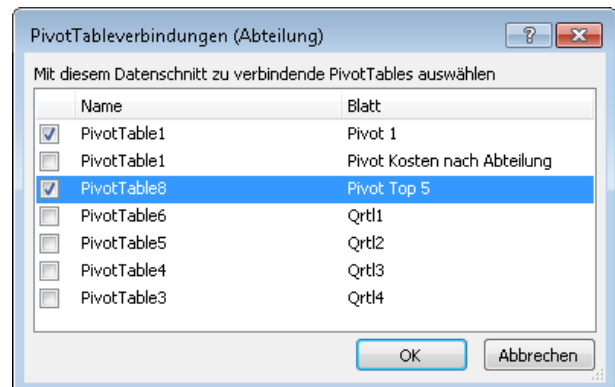 PivotTableverbindungen (Abteilung)
Mit diesem Datenschnitt zu verbindende PivotTables auswählen
Name Blatt
PivotTable1 Pivot 1
PivotTable1 Pivot Kosten nach Abteilung
PivotTable8 Pivot Top 5
PivotTable6 Qrtl1
PivotTable5 Qrtl2
PivotTable4 Qrtl3
PivotTable3 Qrtl4
OK Abbrechen